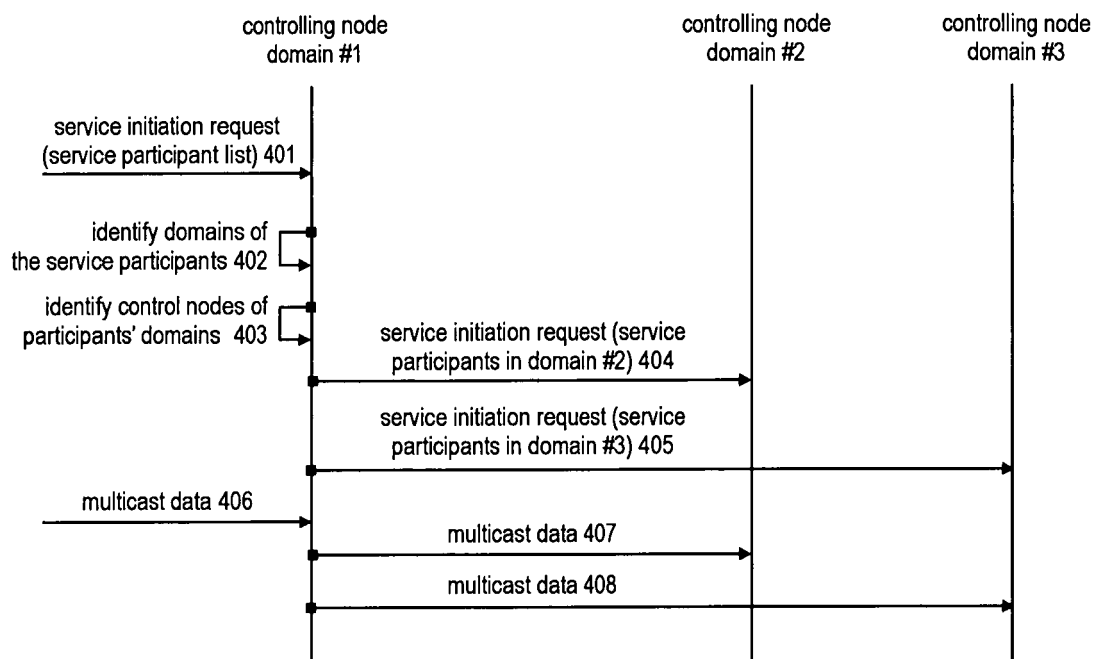 controlling node
domain #1
controlling node
domain #2
controlling node
domain #3
service initiation request
(service participant list) 401
identify domains of
the service participants 402
identify control nodes of
participants' domains 403
service initiation request (service
participants in domain #2) 404
service initiation request (service
participants in domain #3) 405
multicast data 406
multicast data 407
multicast data 408